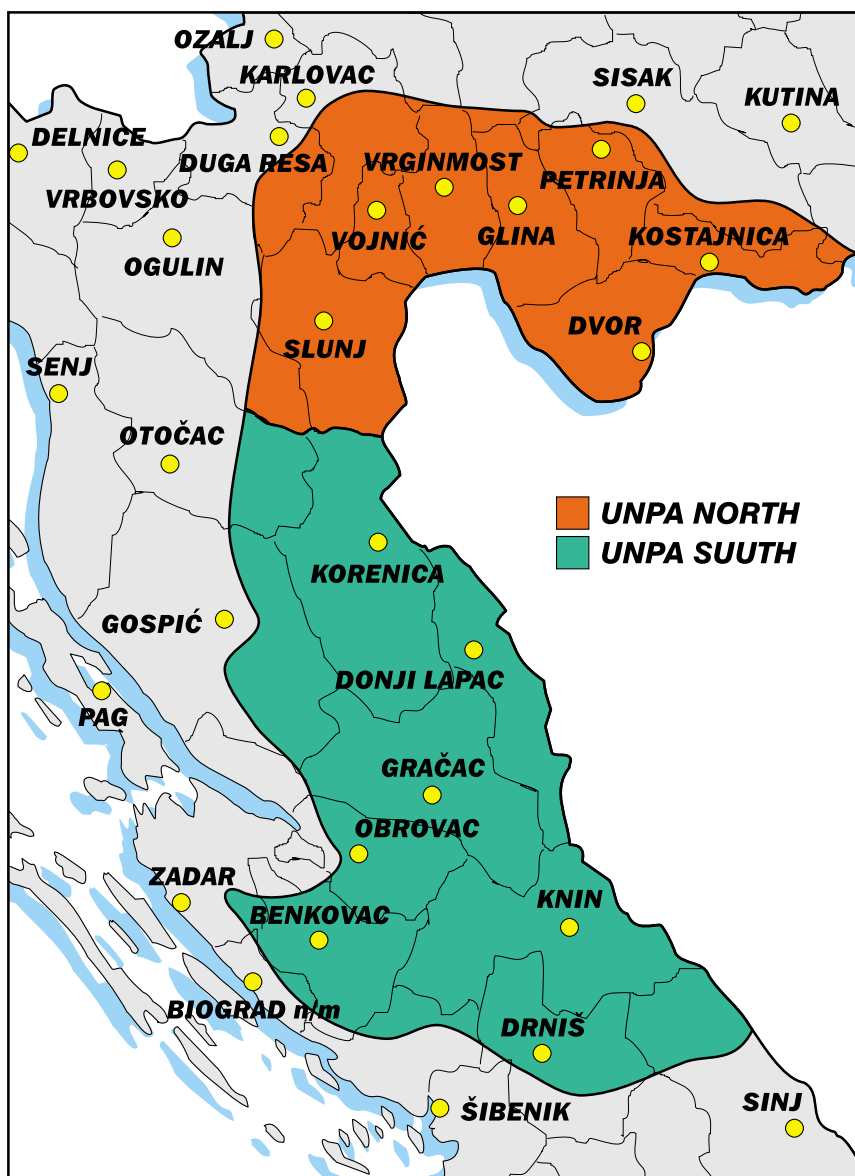 OZALJ
KARLOVAC
SISAK
KUTINA
DELNICE
DUGA RESA
VRGINMOST
PETRINJA
VRBOVSKO
VOJNIĆ
GLINA
KOSTAJNICA
OGULIN
SLUNJ
DVOR
SENJ
OTOČAC
UNPA NORTH
UNPA SUUTH
KORENICA
GOSPIĆ
DONJI LAPAC
PAG
GRAČAC
OBROVAC
ZADAR
BENKOVAC
KNIN
BIOGRAD n/m
DRNIŠ
ŠIBENIK
SINJ